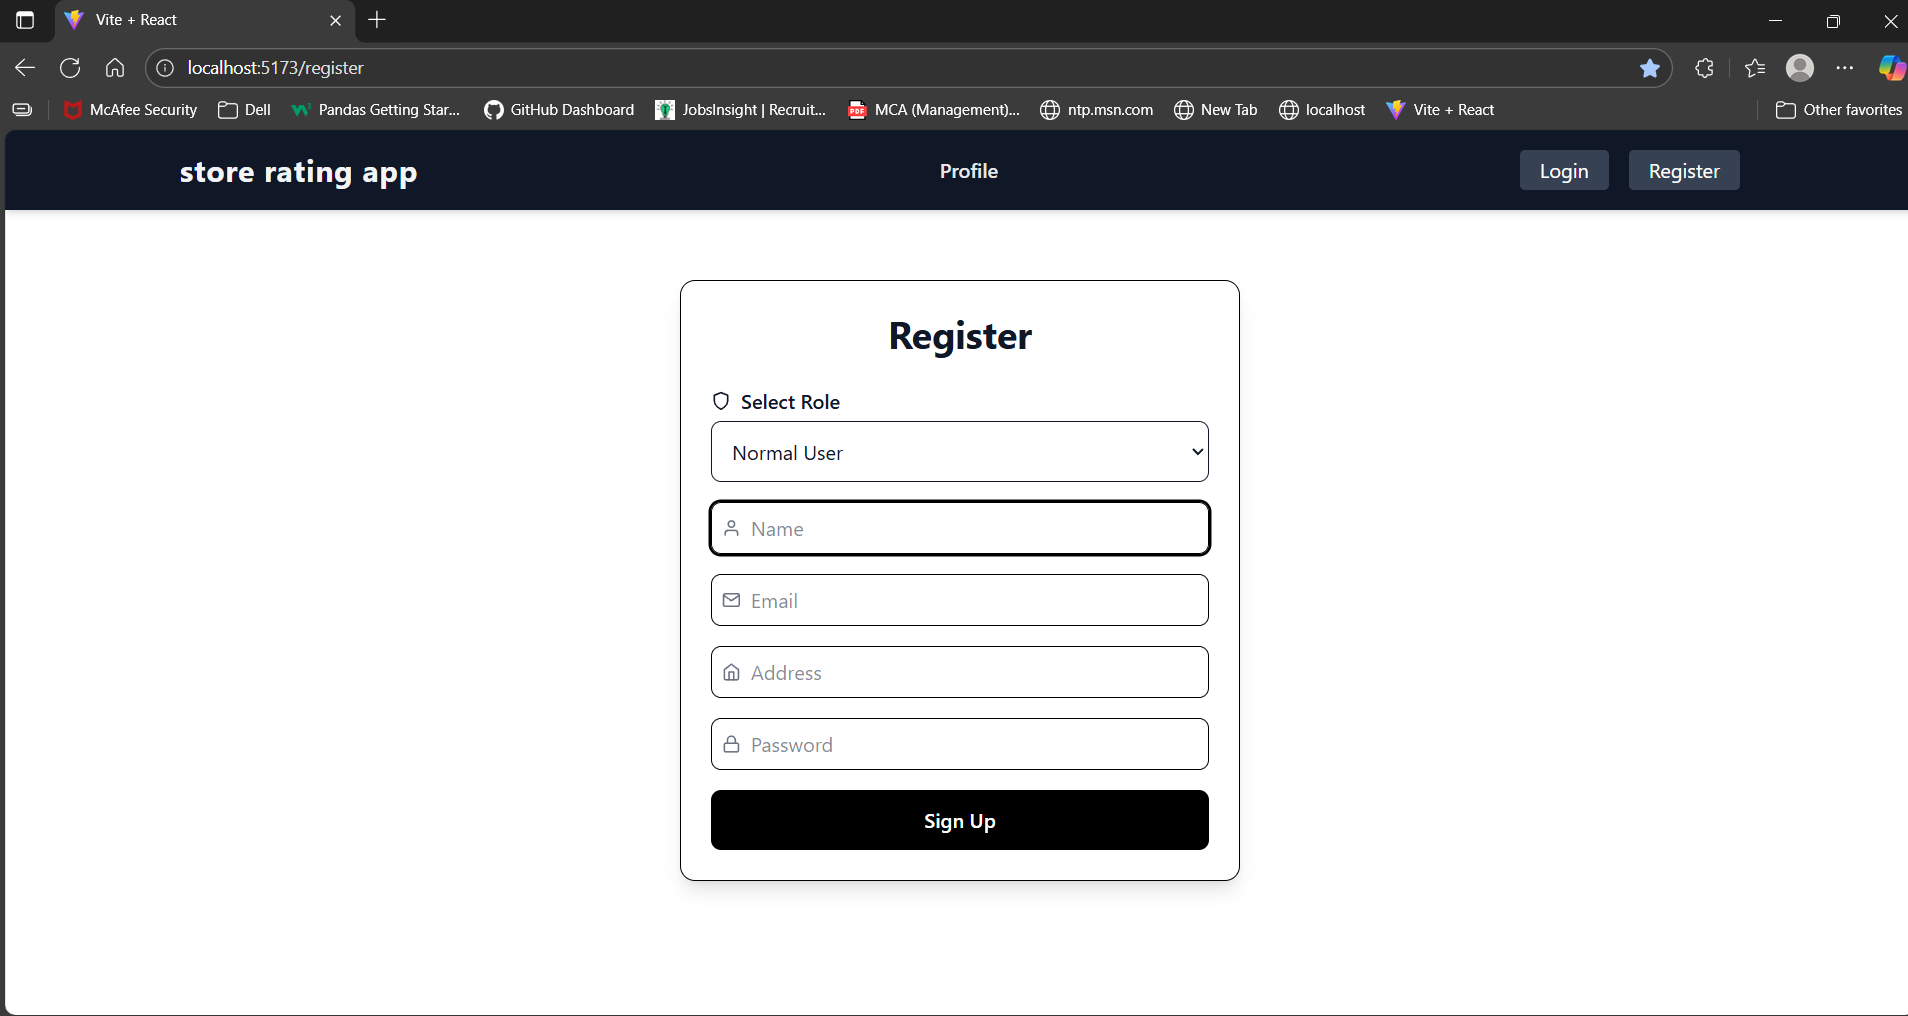 Vite + React
localhost:5173/register
McAfee Security Dell Pandas Getting Star... GitHub Dashboard JobsInsight | Recruit... PDF MCA (Management)... ntp.msn.com New Tab localhost Vite + React Other favorites
store rating app Profile Login Register
Register
Select Role
Normal User
Name
Email
Address
Password
Sign Up